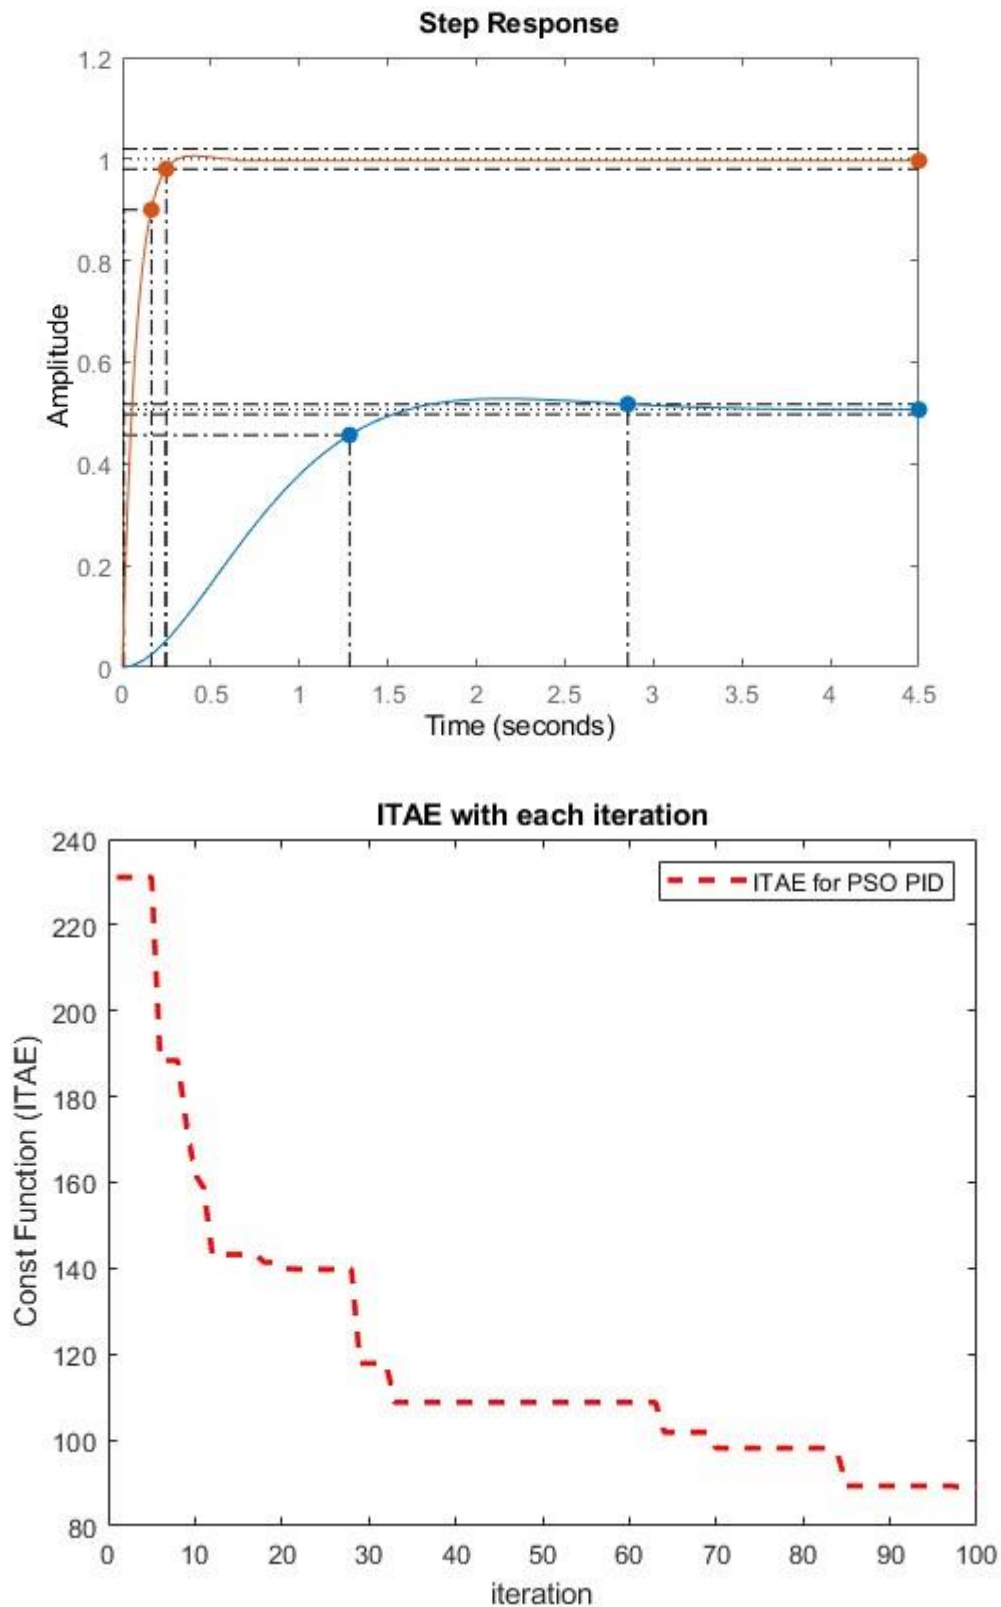 Step Response
1.2
1
0.8
0.6
0.4
0.2
0
Amplitude
0 0.5 1 1.5 2 2.5 3 3.5 4 4.5
Time (seconds)
ITAE with each iteration
240
220
200
180
160
140
120
100
80
Const Function (ITAE)
ITAE for PSO PID
0 10 20 30 40 50 60 70 80 90 100
iteration